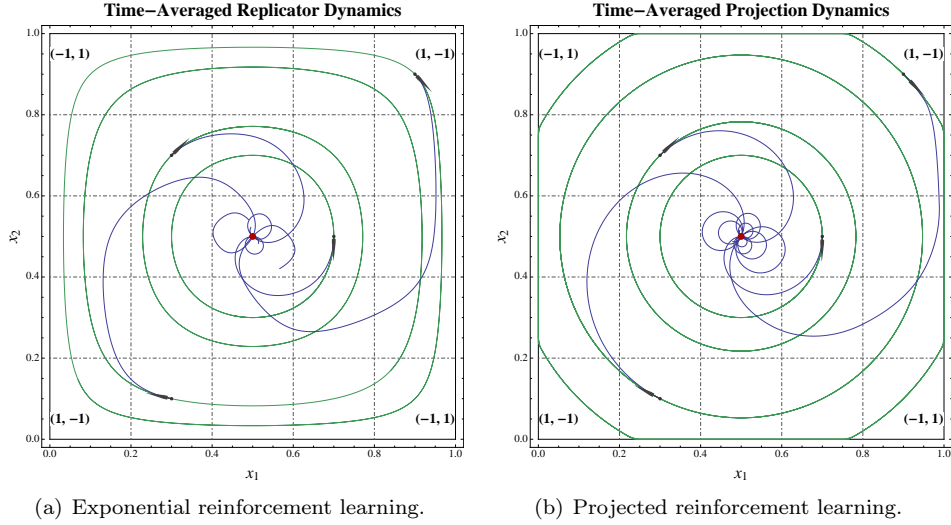 Time-Averaged Replicator Dynamics
(-1, 1)
(1, -1)
(1, -1)
(-1, 1)
1.0
0.8
0.6
0.4
0.2
0.0
x2
0.0 0.2 0.4 0.6 0.8 1.0
x1
(a) Exponential reinforcement learning.
Time-Averaged Projection Dynamics
(-1, 1)
(1, -1)
(1, -1)
(-1, 1)
1.0
0.8
0.6
0.4
0.2
0.0
x2
0.0 0.2 0.4 0.6 0.8 1.0
x1
(b) Projected reinforcement learning.